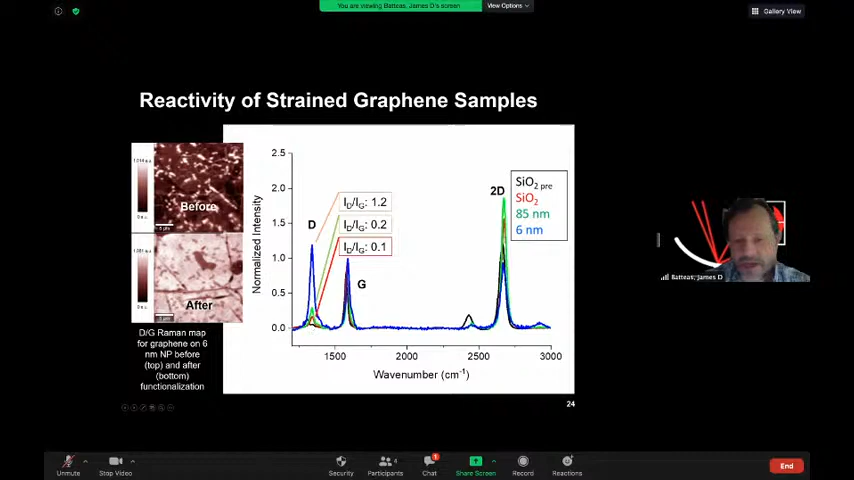 You are viewing Batteas, James D's screen
View Options
Gallery View
Reactivity of Strained Graphene Samples
Before
After
D/G Raman map
for graphene on 6
nm NP before
(top) and after
(bottom)
functionalization
2.5
2.0
1.5
1.0
0.5
0.0
Normalized Intensity
D
I_D/I_G: 1.2
I_D/I_G: 0.2
I_D/I_G: 0.1
G
2D
SiO₂ pre
SiO₂
85 nm
6 nm
1500
2000
2500
3000
Wavenumber (cm⁻¹)
24
Batteas, James D
Unmute
Stop Video
Security
Participants
4
Chat
1
Share Screen
Record
Reactions
End